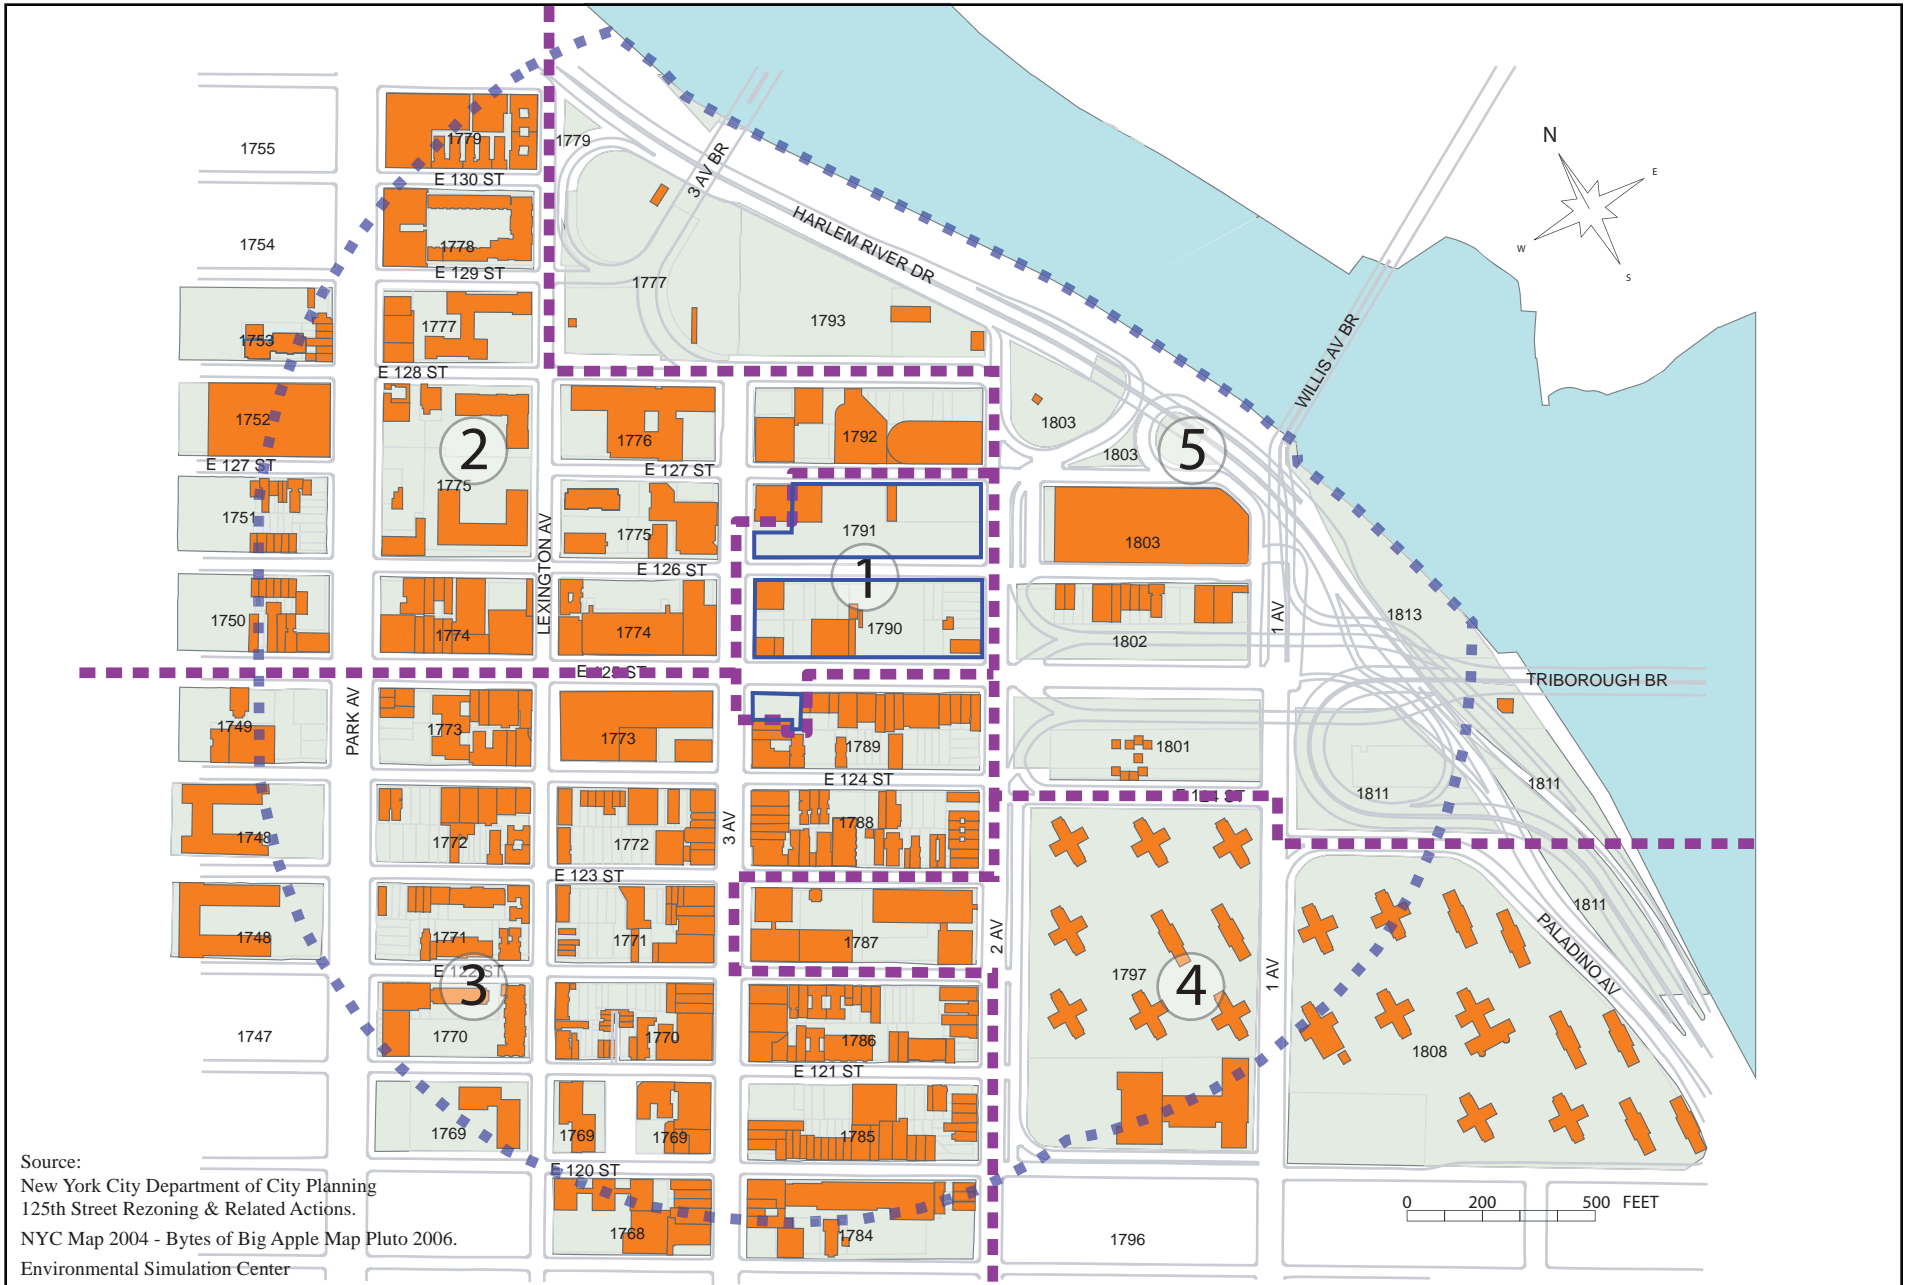 N
E
W
S
1755
1779
1779
E 130 ST
3 AV BR
HARLEM RIVER DR
1754
1778
E 129 ST
1777
1793
1753
1777
WILLIS AV BR
E 128 ST
1752
1776
1792
1803
2
5
E 127 ST
E 127 ST
1803
1751
1775
1775
1791
1803
LEXINGTON AV
E 126 ST
1
1750
1774
1774
1790
1802
1 AV
1813
E 125 ST
TRIBOROUGH BR
PARK AV
1749
1773
1773
1789
1801
E 124 ST
E 124 ST
1811
1811
1748
1772
1772
3 AV
1788
E 123 ST
1748
1771
1771
1787
2 AV
1811
PALADINO AV
E 122 ST
3
1797
4
1 AV
1747
1770
1770
1786
1808
E 121 ST
1769
1769
1769
1785
E 120 ST
1768
1784
1796
0 200 500 FEET
Source:
New York City Department of City Planning
125th Street Rezoning & Related Actions.
NYC Map 2004 - Bytes of Big Apple Map Pluto 2006.
Environmental Simulation Center